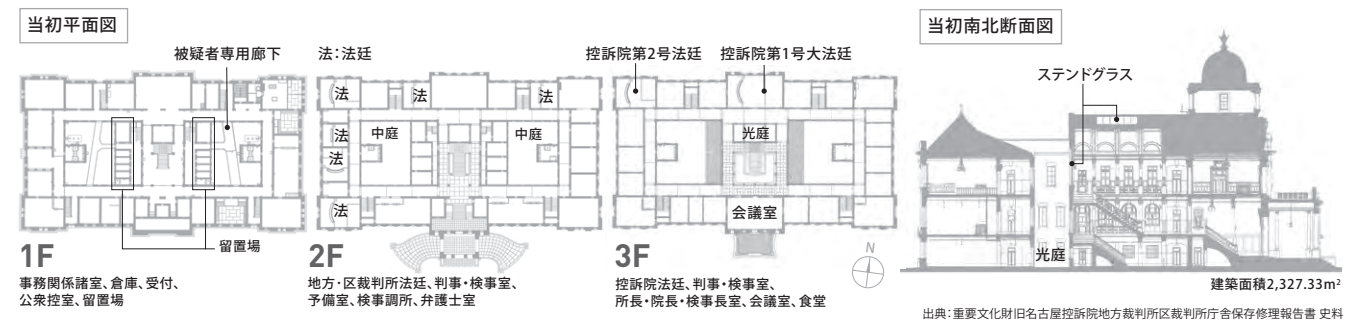 当初平面図
被疑者専用廊下
留置場
1F
事務関係諸室、倉庫、受付、
公衆控室、留置場
法：法廷
法
法
法
法
法
法
中庭
中庭
2F
地方・区裁判所法廷、判事・検事室、
予備室、検事調所、弁護士室
控訴院第2号法廷
控訴院第1号大法廷
光庭
会議室
3F
控訴院法廷、判事・検事室、
所長・院長・検事長室、会議室、食堂
N
当初南北断面図
ステンドグラス
光庭
建築面積2,327.33m²
出典：重要文化財旧名古屋控訴院地方裁判所区裁判所庁舎保存修理報告書 史料